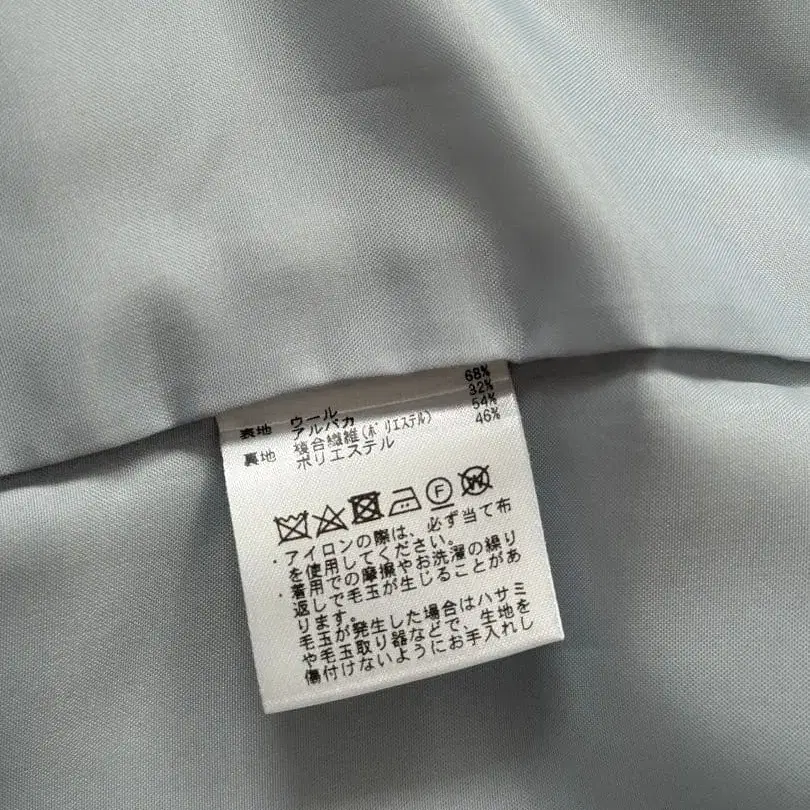 表地 ウール 68%
アルパカ 32%
裏地 複合繊維(ポリエステル) 54%
ポリエステル 46%
F W
・アイロンの際は、必ず当て布
を使用してください。
・着用での摩擦やお洗濯の繰り
返しで毛玉が生じることがあ
ります。
毛玉が発生した場合はハサミ
や毛玉取り器などで、生地を
傷付けないようにお手入れし